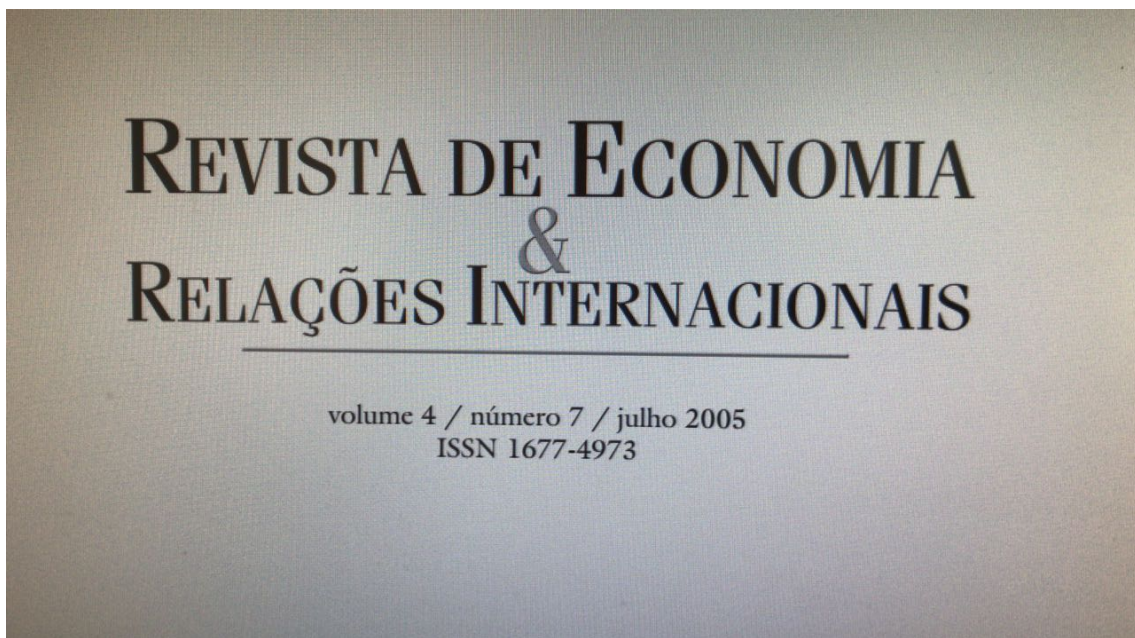 REVISTA DE ECONOMIA
&
RELAÇÕES INTERNACIONAIS
volume 4 / número 7 / julho 2005
ISSN 1677-4973